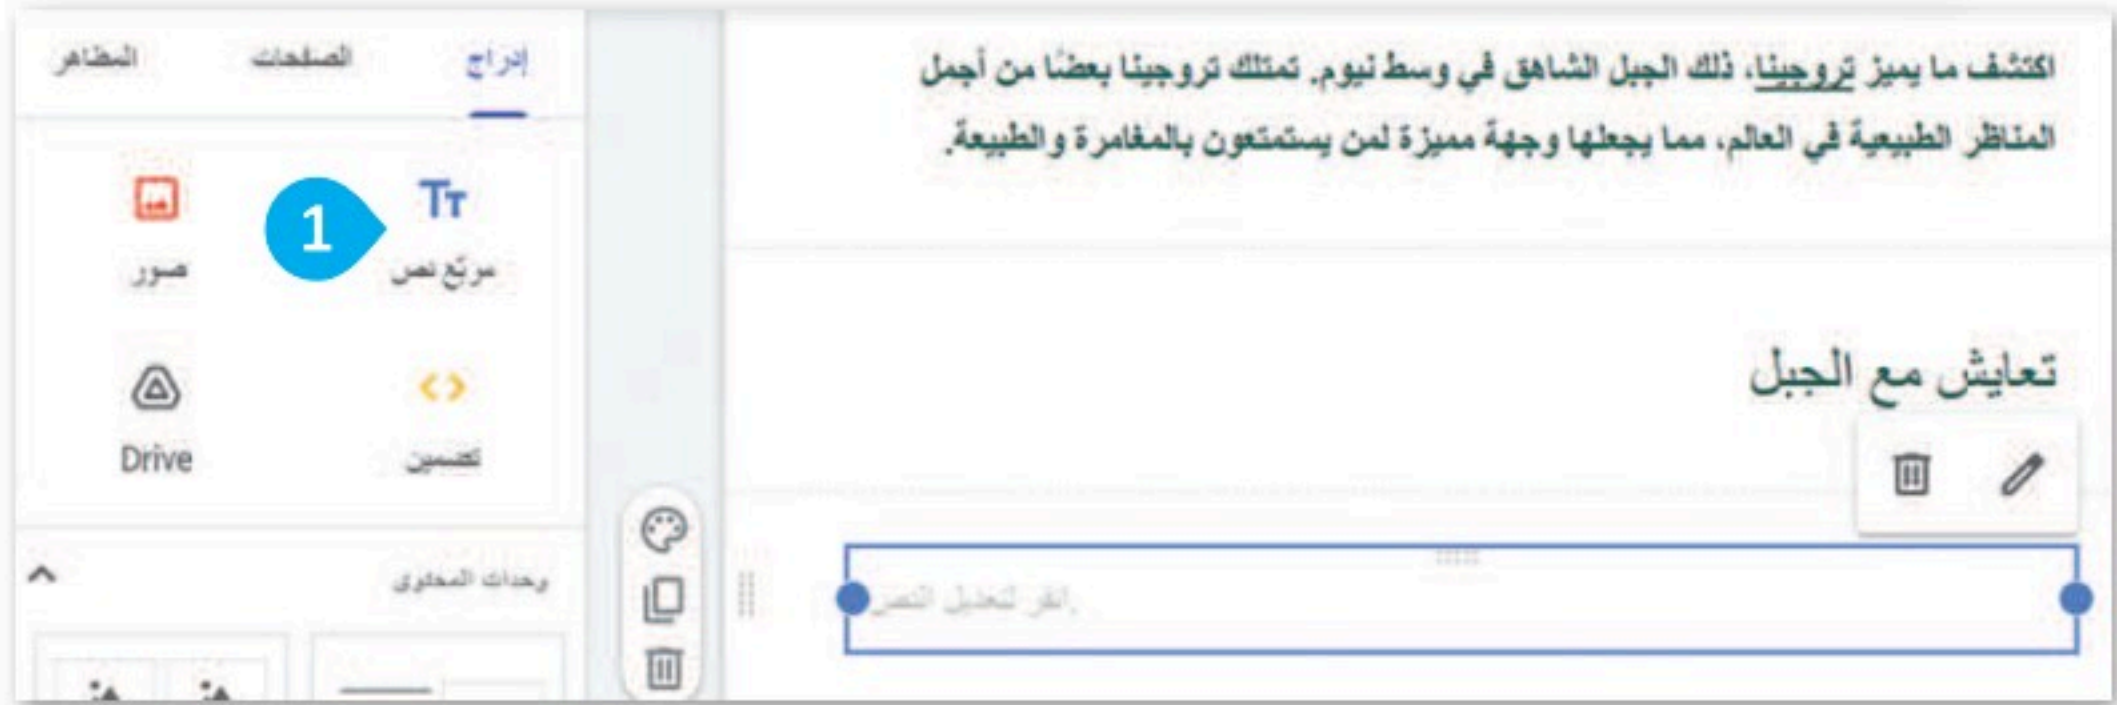 اكتشف ما يميز تروجينا، ذلك الجبل الشاهق في وسط نيوم. تمتلك تروجينا بعضًا من أجمل
المناظر الطبيعية في العالم، مما يجعلها وجهة مميزة لمن يستمتعون بالمغامرة والطبيعة.
تعايش مع الجبل
انقر لتعديل النص.
إدراج الصفحات المظاهر
1
مربّع نص صور
تضمين Drive
وحدات المحتوى